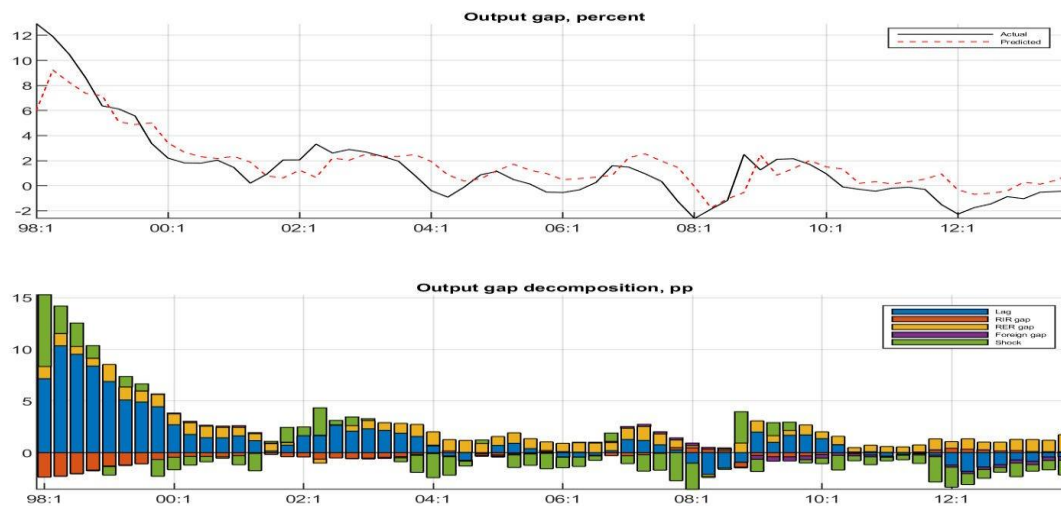 Output gap, percent
Actual
Predicted
12
10
8
6
4
2
0
-2
98:1 00:1 02:1 04:1 06:1 08:1 10:1 12:1
Output gap decomposition, pp
Lag
RIR gap
RER gap
Foreign gap
Shock
15
10
5
0
98:1 00:1 02:1 04:1 06:1 08:1 10:1 12:1